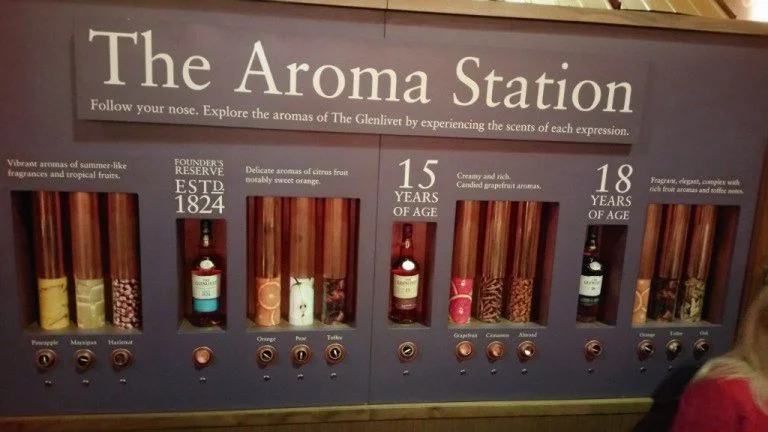 The Aroma Station
Follow your nose. Explore the aromas of The Glenlivet by experiencing the scents of each expression.
Vibrant aromas of summer-like
fragrances and tropical fruits.
Pineapple
Marzipan
Hazelnut
FOUNDER'S
RESERVE
ESTD
1824
Delicate aromas of citrus fruit
notably sweet orange.
Orange
Pear
Toffee
15
YEARS
OF AGE
Creamy and rich.
Candied grapefruit aromas.
Grapefruit
Cinnamon
Almond
18
YEARS
OF AGE
Fragrant, elegant, complex with
rich fruit aromas and toffee notes.
Orange
Toffee
Oak